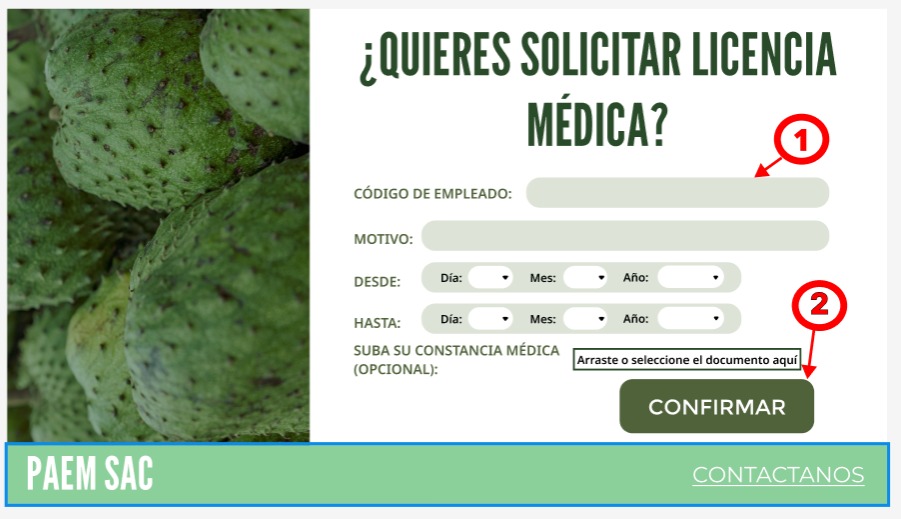 ¿QUIERES SOLICITAR LICENCIA
MÉDICA?
1
CÓDIGO DE EMPLEADO:
MOTIVO:
DESDE: Día: Mes: Año:
2
HASTA: Día: Mes: Año:
SUBA SU CONSTANCIA MÉDICA
(OPCIONAL):
Arraste o seleccione el documento aquí
CONFIRMAR
PAEM SAC
CONTACTANOS